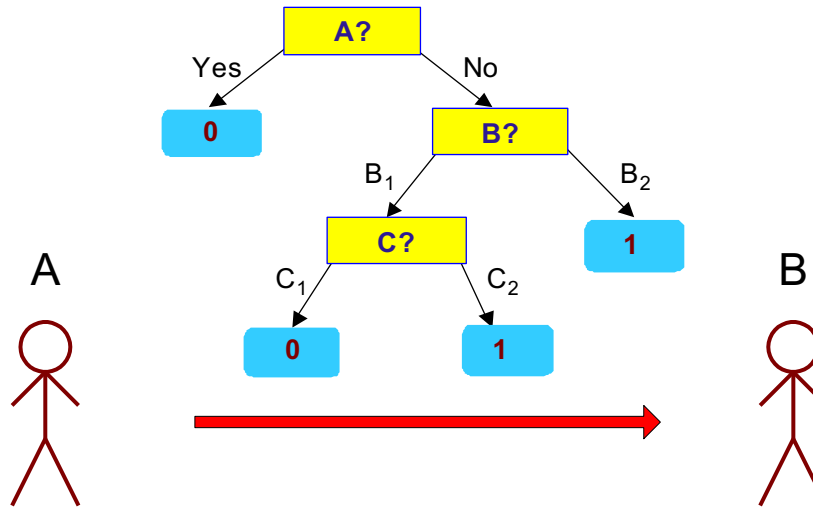 A?
Yes No
0
B?
B₁ B₂
C?
1
A
B
C₁ C₂
0 1